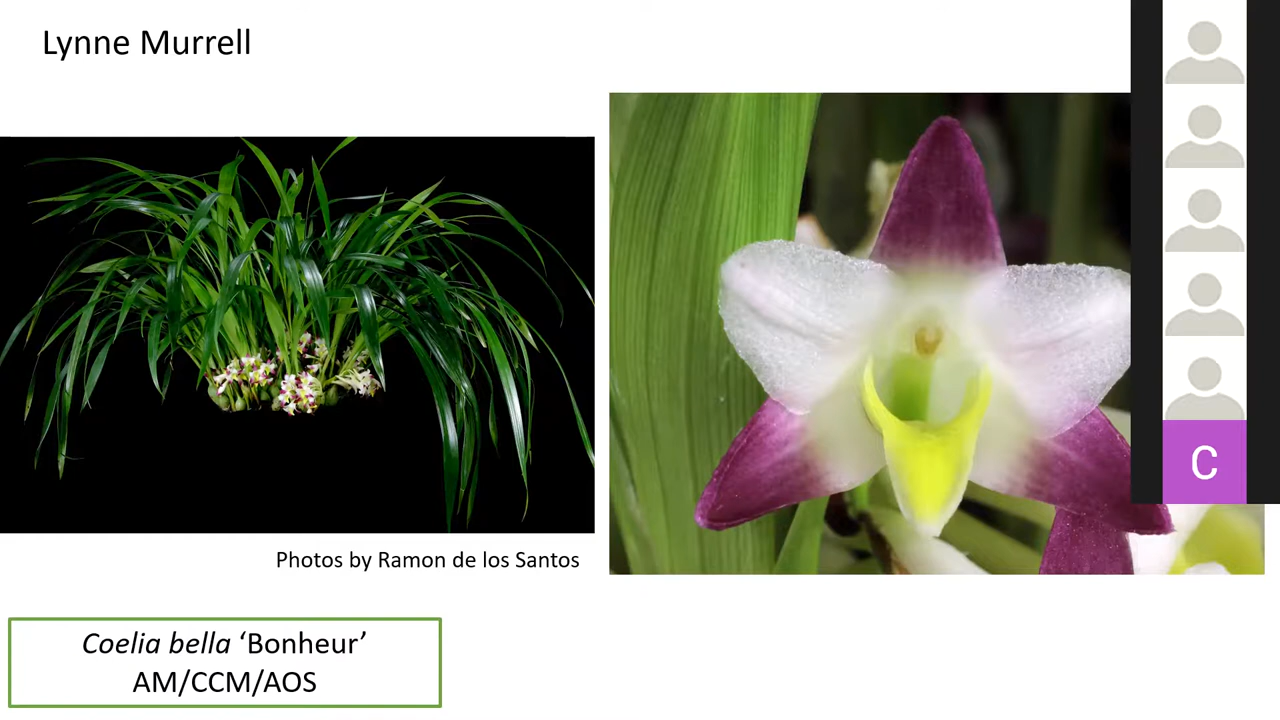 Lynne Murrell
Photos by Ramon de los Santos
Coelia bella ‘Bonheur’
AM/CCM/AOS
C